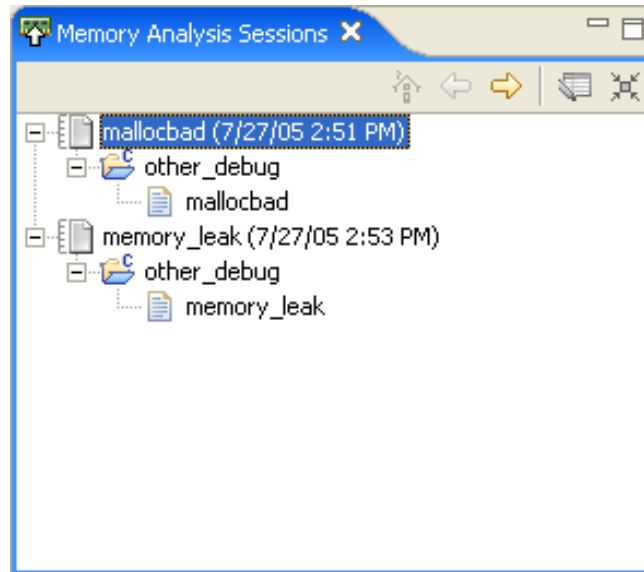 Memory Analysis Sessions
mallocbad (7/27/05 2:51 PM)
other_debug
mallocbad
memory_leak (7/27/05 2:53 PM)
other_debug
memory_leak